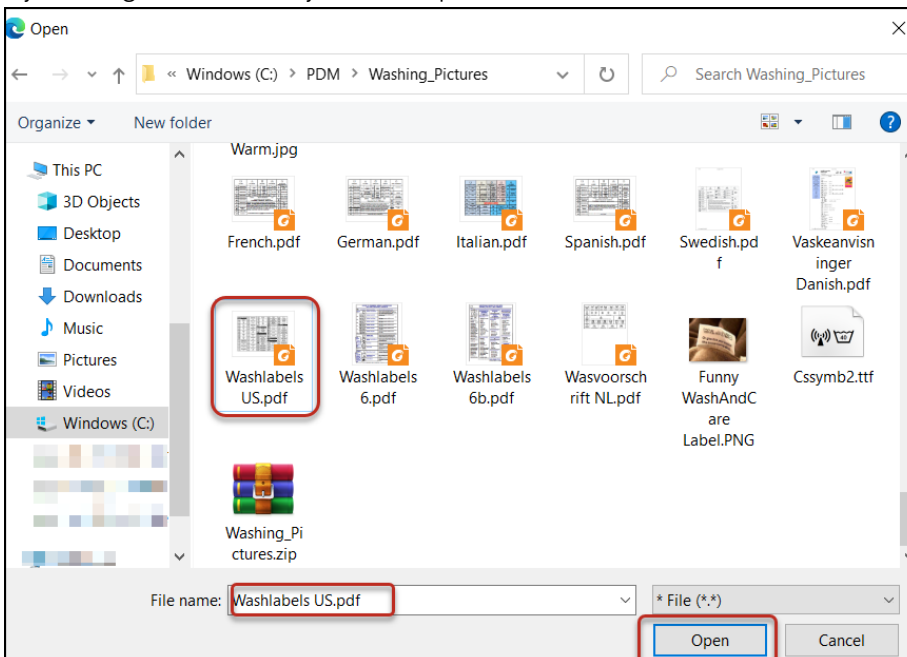 Open
« Windows (C:) > PDM > Washing_Pictures
Search Washing_Pictures
Organize
New folder
This PC
3D Objects
Desktop
Documents
Downloads
Music
Pictures
Videos
Windows (C:)
Warm.jpg
French.pdf
German.pdf
Italian.pdf
Spanish.pdf
Swedish.pd
f
Vaskeanvisn
inger
Danish.pdf
Washlabels
US.pdf
Washlabels
6.pdf
Washlabels
6b.pdf
Wasvoorsch
rift NL.pdf
Funny
WashAndC
are
Label.PNG
40
Cssymb2.ttf
Washing_Pi
ctures.zip
File name: Washlabels US.pdf
* File (*.*)
Open
Cancel